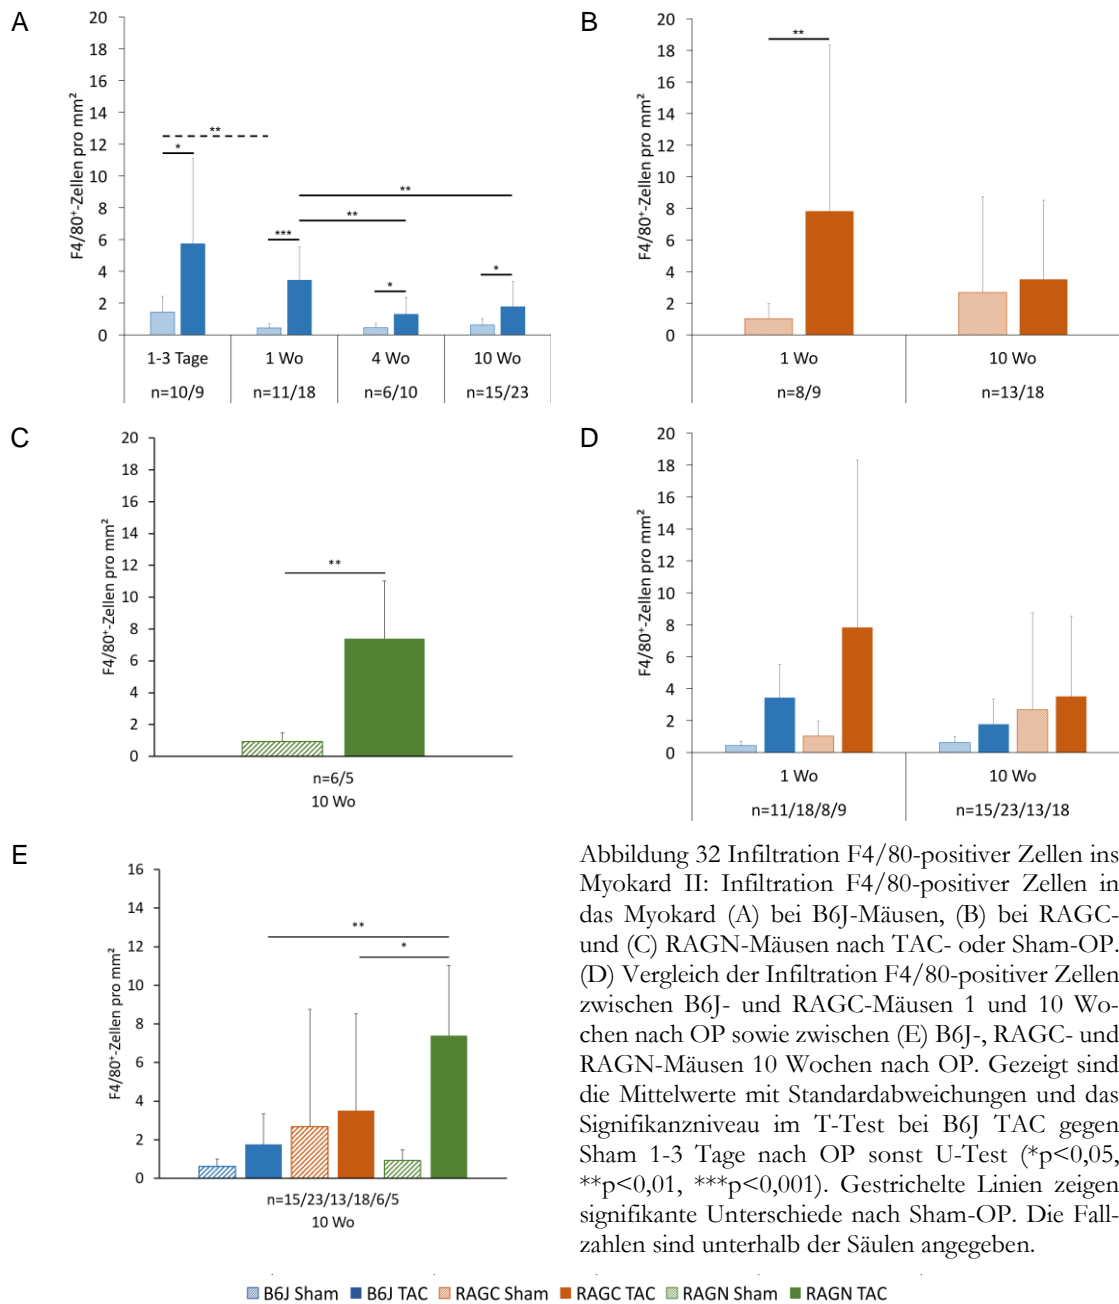 A
F4/80⁺-Zellen pro mm²
20
18
16
14
12
10
8
6
4
2
0
**
*
***
**
**
*
*
1-3 Tage 1 Wo 4 Wo 10 Wo
n=10/9 n=11/18 n=6/10 n=15/23
B
F4/80⁺-Zellen pro mm²
20
18
16
14
12
10
8
6
4
2
0
**
1 Wo 10 Wo
n=8/9 n=13/18
C
F4/80⁺-Zellen pro mm²
20
18
16
14
12
10
8
6
4
2
0
**
n=6/5
10 Wo
D
F4/80⁺-Zellen pro mm²
20
18
16
14
12
10
8
6
4
2
0
1 Wo 10 Wo
n=11/18/8/9 n=15/23/13/18
E
F4/80⁺-Zellen pro mm²
16
14
12
10
8
6
4
2
0
**
*
n=15/23/13/18/6/5
10 Wo
Abbildung 32 Infiltration F4/80-positiver Zellen ins
Myokard II: Infiltration F4/80-positiver Zellen in
das Myokard (A) bei B6J-Mäusen, (B) bei RAGC-
und (C) RAGN-Mäusen nach TAC- oder Sham-OP.
(D) Vergleich der Infiltration F4/80-positiver Zellen
zwischen B6J- und RAGC-Mäusen 1 und 10 Wo-
chen nach OP sowie zwischen (E) B6J-, RAGC- und
RAGN-Mäusen 10 Wochen nach OP. Gezeigt sind
die Mittelwerte mit Standardabweichungen und das
Signifikanzniveau im T-Test bei B6J TAC gegen
Sham 1-3 Tage nach OP sonst U-Test (*p<0,05,
**p<0,01, ***p<0,001). Gestrichelte Linien zeigen
signifikante Unterschiede nach Sham-OP. Die Fall-
zahlen sind unterhalb der Säulen angegeben.
B6J Sham B6J TAC RAGC Sham RAGC TAC RAGN Sham RAGN TAC